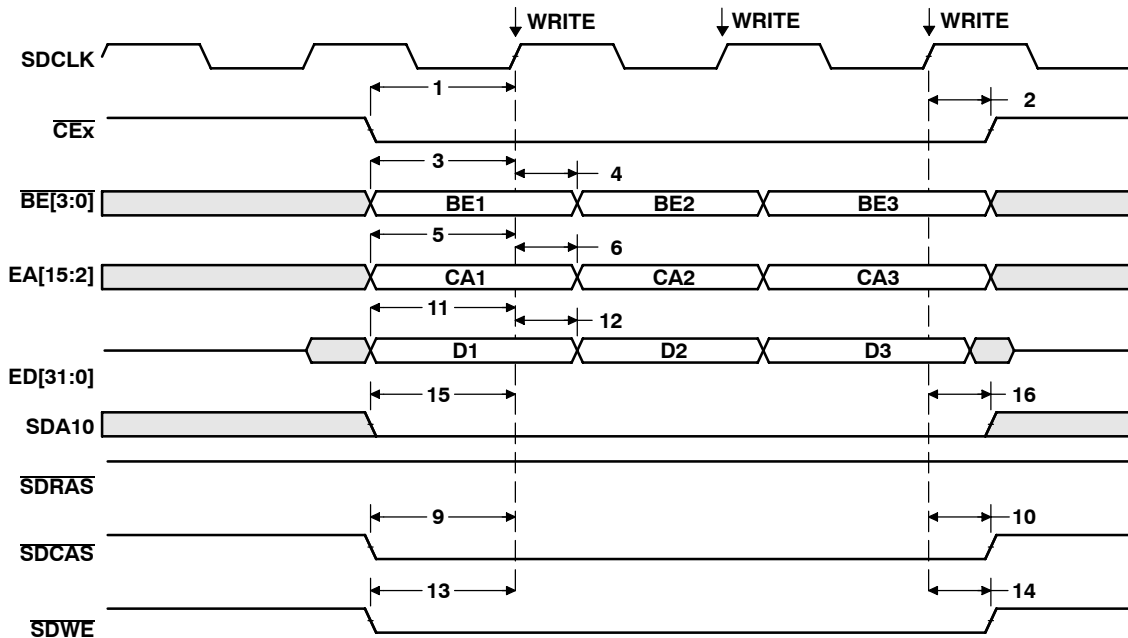 WRITE WRITE WRITE
SDCLK
1 2
CEx
3 4
BE[3:0] BE1 BE2 BE3
5 6
EA[15:2] CA1 CA2 CA3
11 12
D1 D2 D3
ED[31:0]
15 16
SDA10
SDRAS
9 10
SDCAS
13 14
SDWE